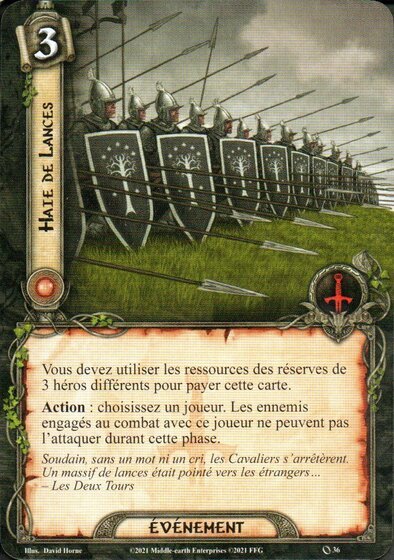 3
HAIE DE LANCES
Vous devez utiliser les ressources des réserves de
3 héros différents pour payer cette carte.
Action : choisissez un joueur. Les ennemis
engagés au combat avec ce joueur ne peuvent pas
l'attaquer durant cette phase.
Soudain, sans un mot ni un cri, les Cavaliers s'arrêtèrent.
Un massif de lances était pointé vers les étrangers…
– Les Deux Tours
ÉVÉNEMENT
Illus. David Horne
©2021 Middle-earth Enterprises ©2021 FFG
36